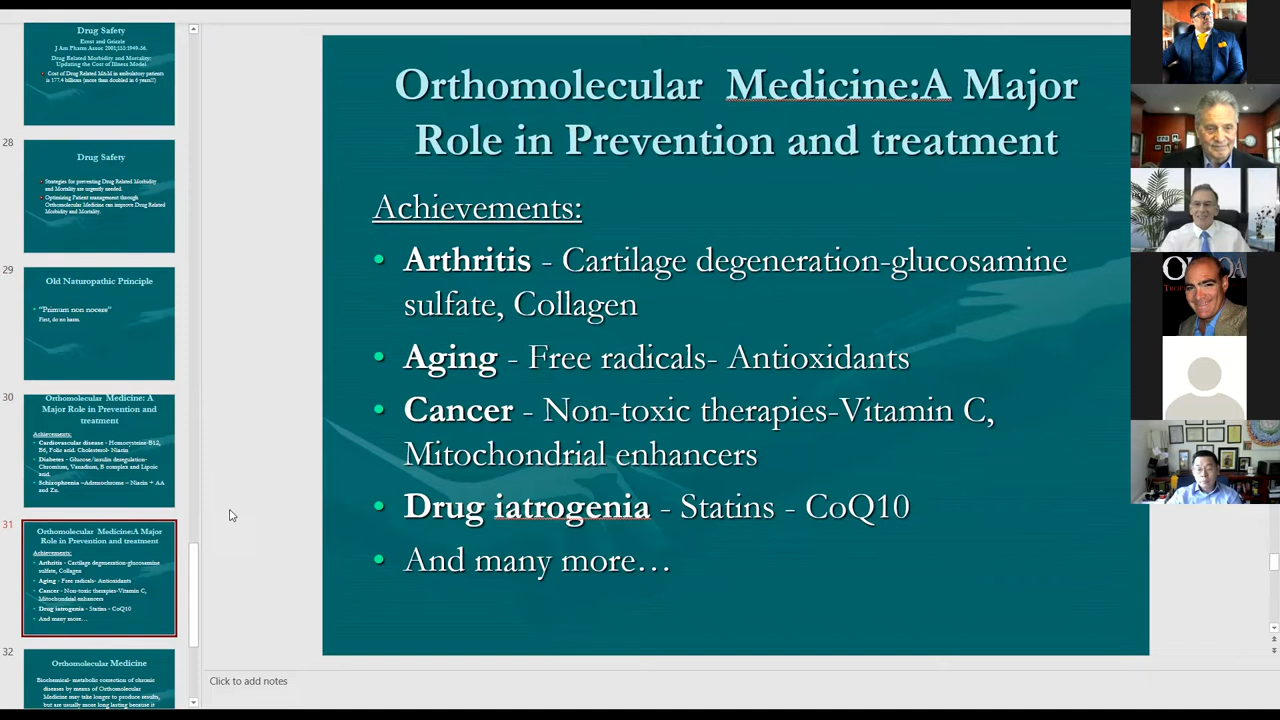 Drug Safety
Ernst and Grizzle
J Am Pharm Assoc 2001;
Drug Related Morbidity and Mortality:
Updating the Cost of Illness Model
Cost of Drug Related M&M in ambulatory patients
is 177.4 billions (more than doubled in 6 years!!)
28
Drug Safety
Strategies for preventing Drug Related Morbidity
and Mortality are urgently needed.
Optimizing Patient management through
Orthomolecular Medicine can improve Drug Related
Morbidity and Mortality.
29
Old Naturopathic Principle
"Primum non nocere"
First, do no harm.
30
Orthomolecular Medicine: A
Major Role in Prevention and
treatment
Achievements:
Cardiovascular disease - Homocysteine-B12,
B6, Folic acid. Cholesterol- Niacin
Diabetes - Glucose/insulin deregulation-
Chromium, Vanadium, B complex and Lipoic
acid.
Schizophrenia –Adrenochrome – Niacin + AA
and Zn.
31
Orthomolecular Medicine:A Major
Role in Prevention and treatment
Achievements:
Arthritis - Cartilage degeneration-glucosamine
sulfate, Collagen
Aging - Free radicals- Antioxidants
Cancer - Non-toxic therapies-Vitamin C,
Mitochondrial enhancers
Drug iatrogenia - Statins - CoQ10
And many more…
32
Orthomolecular Medicine
Biochemical- metabolic correction of chronic
diseases by means of Orthomolecular
Medicine may take longer to produce results,
but are usually more long lasting because it
Orthomolecular Medicine:A Major
Role in Prevention and treatment
Achievements:
• Arthritis - Cartilage degeneration-glucosamine
sulfate, Collagen
• Aging - Free radicals- Antioxidants
• Cancer - Non-toxic therapies-Vitamin C,
Mitochondrial enhancers
• Drug iatrogenia - Statins - CoQ10
• And many more…
Click to add notes